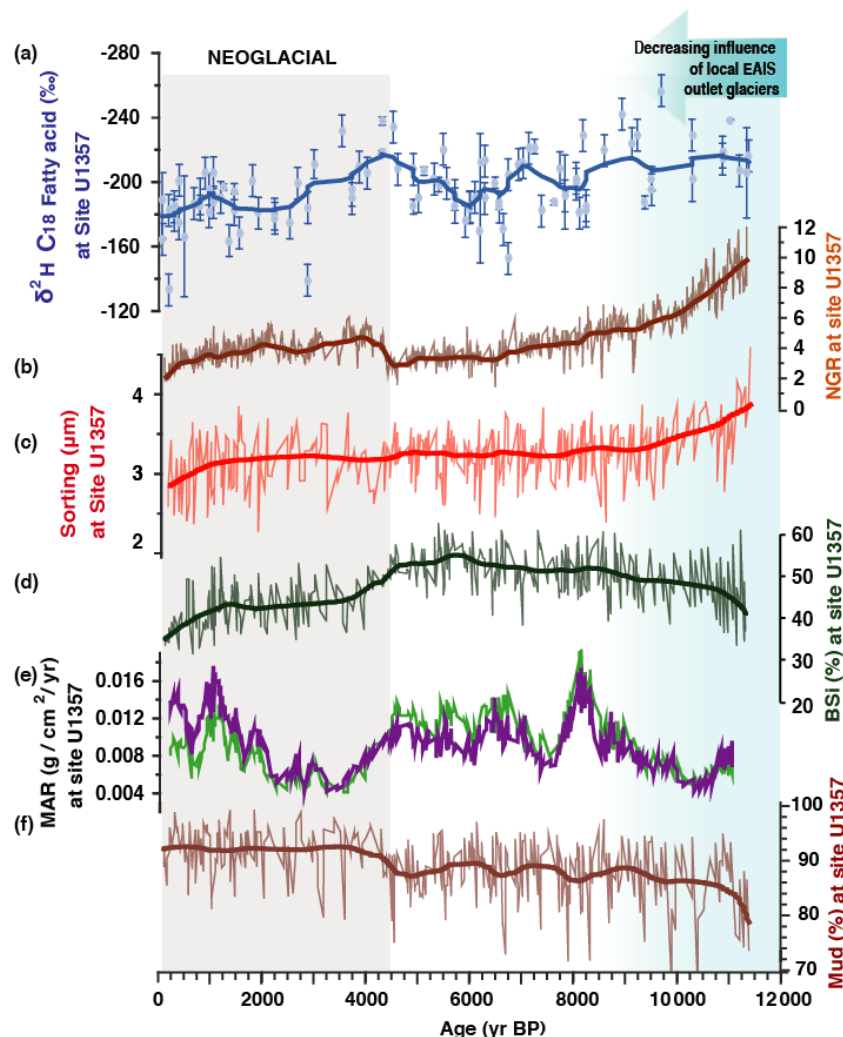 (a)
-280
-240
-200
-160
-120
δ²H C18 Fatty acid (‰)
at Site U1357
NEOGLACIAL
Decreasing influence
of local EAIS
outlet glaciers
12
10
8
6
4
2
0
NGR at site U1357
(b)
(c)
4
3
2
Sorting (µm)
at Site U1357
(d)
60
50
40
30
20
BSi (%) at site U1357
(e)
0.016
0.012
0.008
0.004
MAR (g / cm²/ yr)
at site U1357
(f)
100
90
80
70
Mud (%) at site U1357
0
2000
4000
6000
8000
10000
12000
Age (yr BP)